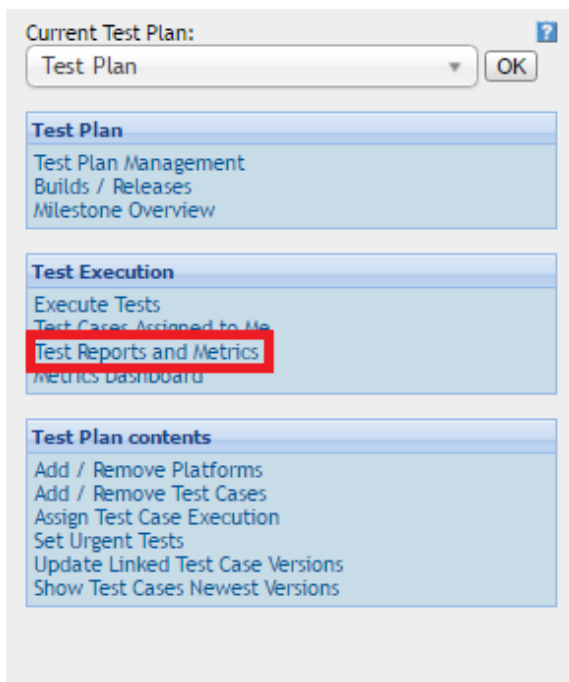 Current Test Plan:
?
Test Plan
OK
Test Plan
Test Plan Management
Builds / Releases
Milestone Overview
Test Execution
Execute Tests
Test Cases Assigned to Me
Test Reports and Metrics
Metrics Dashboard
Test Plan contents
Add / Remove Platforms
Add / Remove Test Cases
Assign Test Case Execution
Set Urgent Tests
Update Linked Test Case Versions
Show Test Cases Newest Versions